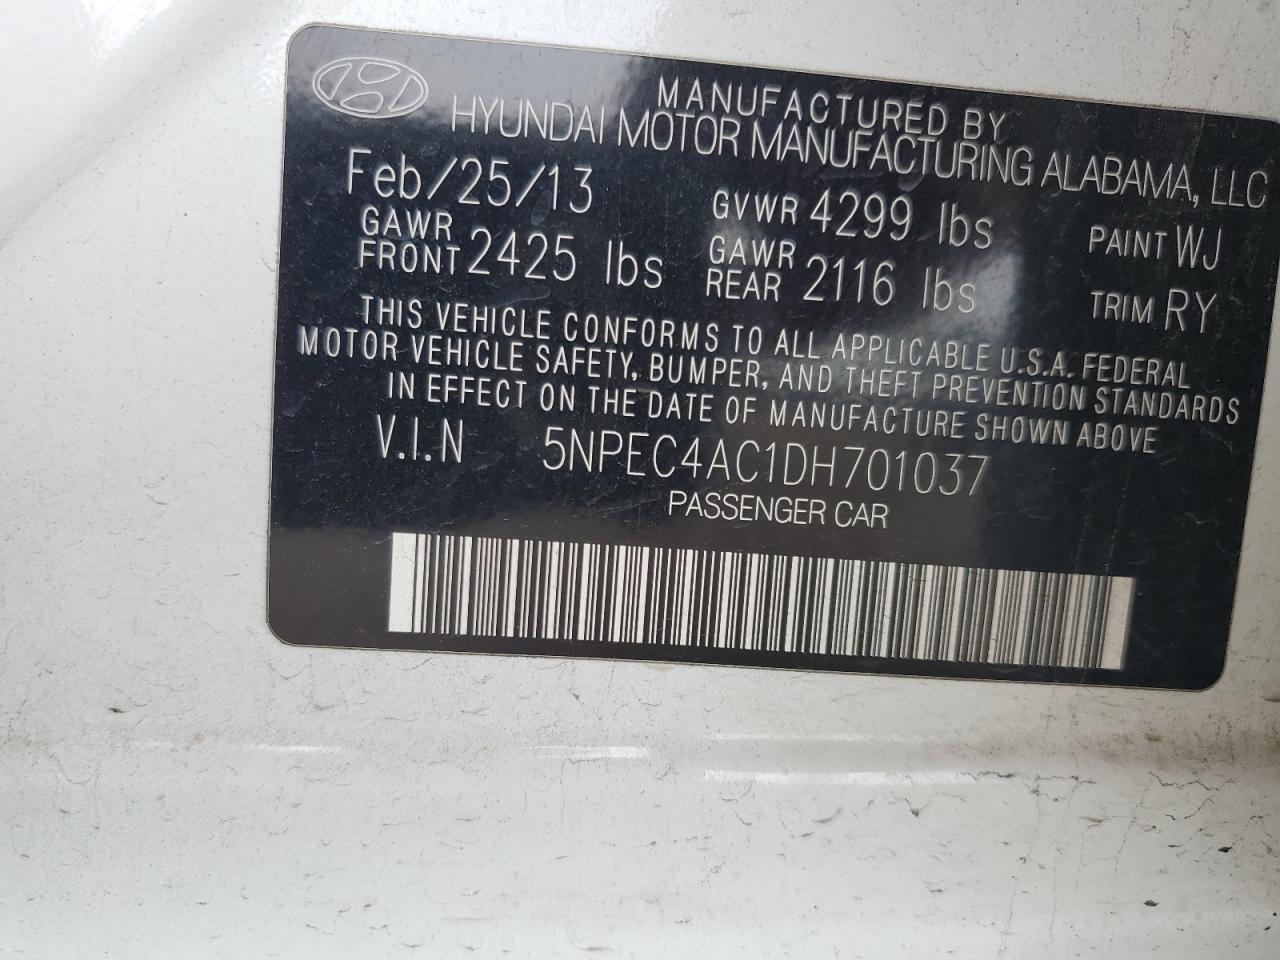 MANUFACTURED BY
HYUNDAI MOTOR MANUFACTURING ALABAMA, LLC
Feb/25/13 GVWR 4299 lbs PAINT WJ
GAWR FRONT 2425 lbs GAWR REAR 2116 lbs TRIM RY
THIS VEHICLE CONFORMS TO ALL APPLICABLE U.S.A. FEDERAL
MOTOR VEHICLE SAFETY, BUMPER, AND THEFT PREVENTION STANDARDS
IN EFFECT ON THE DATE OF MANUFACTURE SHOWN ABOVE
V.I.N 5NPEC4AC1DH701037
PASSENGER CAR